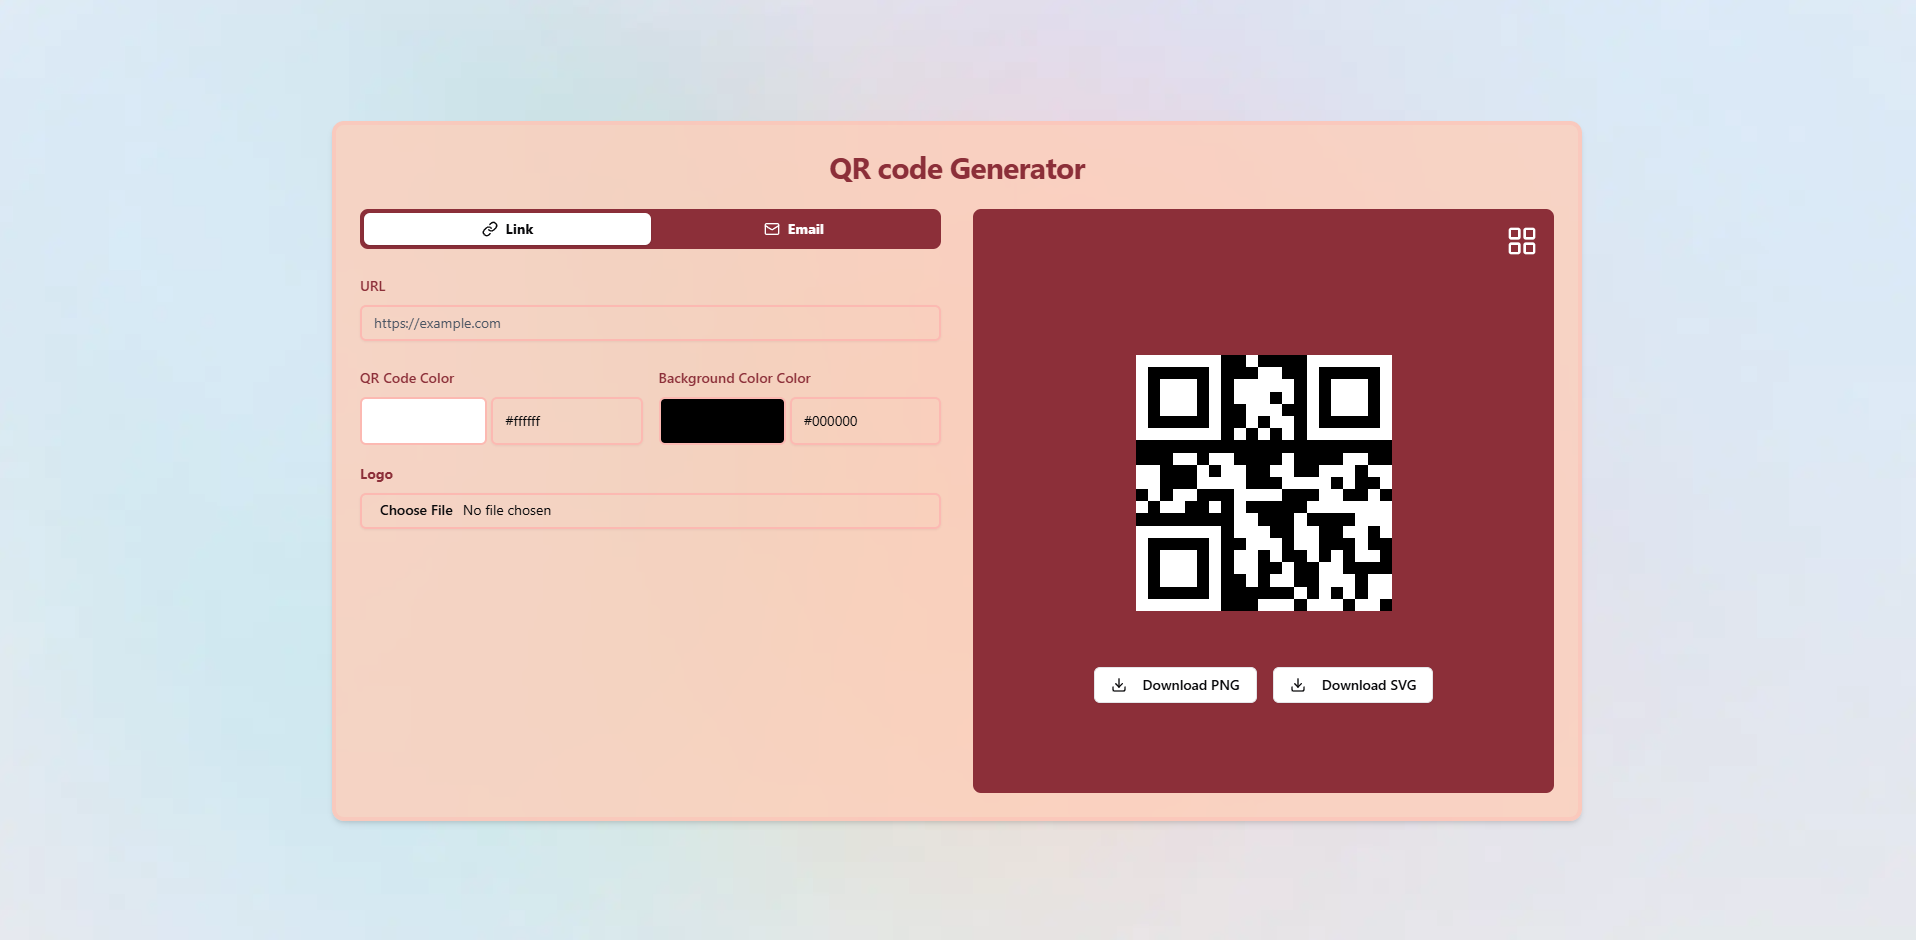 QR code Generator
Link
Email
URL
https://example.com
QR Code Color
Background Color Color
#ffffff
#000000
Logo
Choose File No file chosen
Download PNG
Download SVG